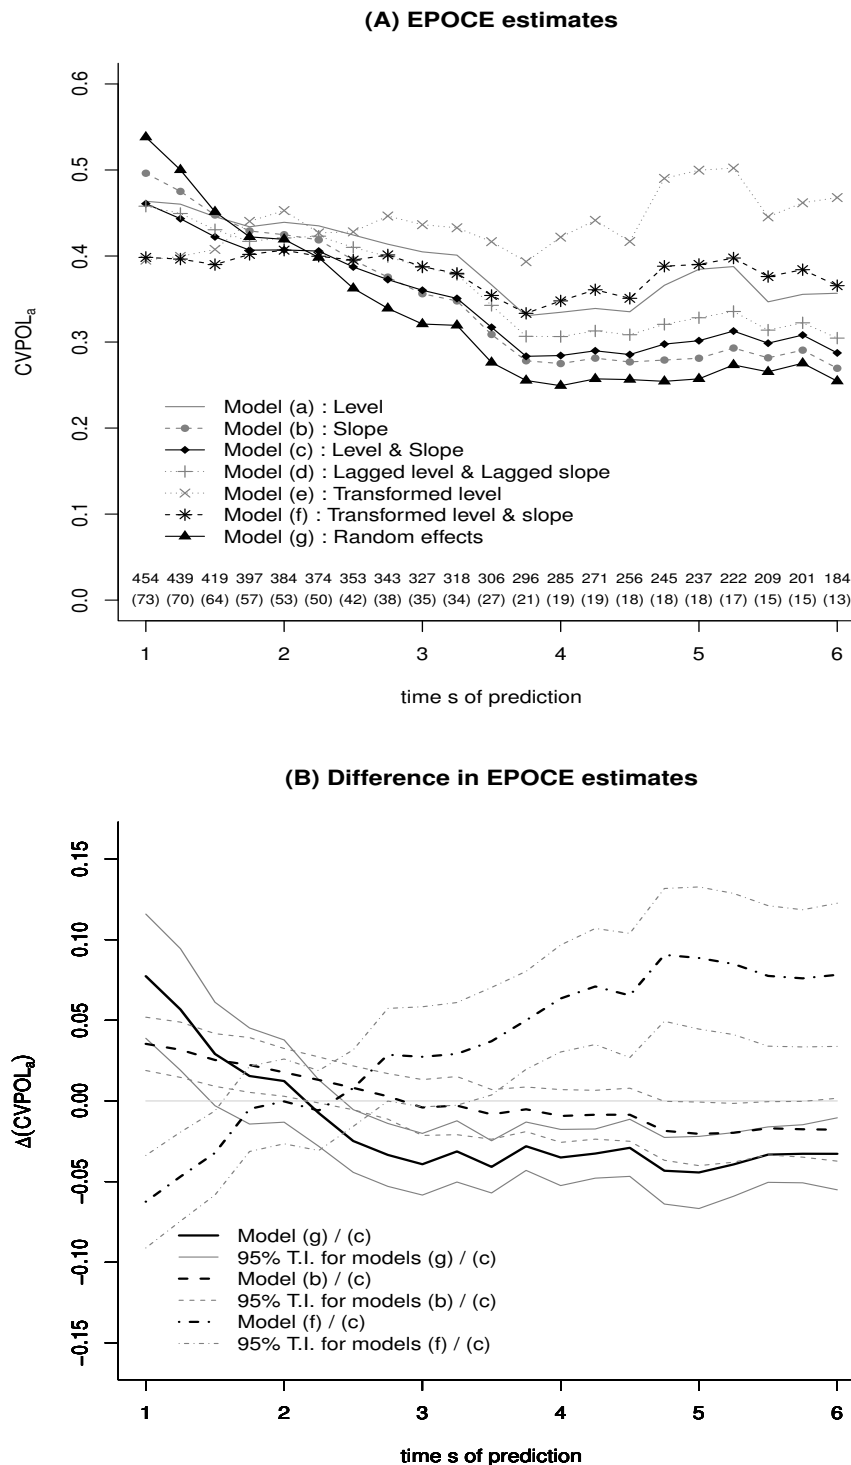 (A) EPOCE estimates
0.6
0.5
0.4
0.3
0.2
0.1
0.0
CVPOLa
Model (a) : Level
Model (b) : Slope
Model (c) : Level & Slope
Model (d) : Lagged level & Lagged slope
Model (e) : Transformed level
Model (f) : Transformed level & slope
Model (g) : Random effects
454 439 419 397 384 374 353 343 327 318 306 296 285 271 256 245 237 222 209 201 184
(73) (70) (64) (57) (53) (50) (42) (38) (35) (34) (27) (21) (19) (19) (18) (18) (18) (17) (15) (15) (13)
1 2 3 4 5 6
time s of prediction
(B) Difference in EPOCE estimates
0.15
0.10
0.05
0.00
−0.05
−0.10
−0.15
Δ(CVPOLa)
Model (g) / (c)
95% T.I. for models (g) / (c)
Model (b) / (c)
95% T.I. for models (b) / (c)
Model (f) / (c)
95% T.I. for models (f) / (c)
1 2 3 4 5 6
time s of prediction